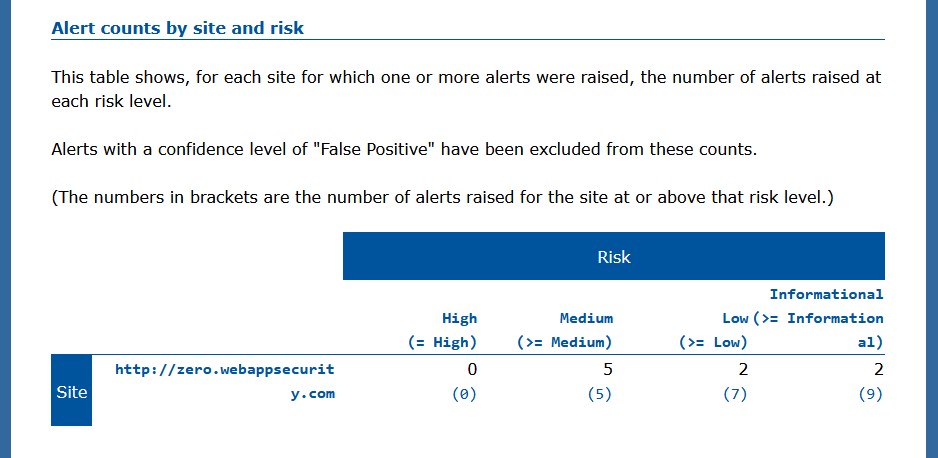 Alert counts by site and risk
This table shows, for each site for which one or more alerts were raised, the number of alerts raised at
each risk level.
Alerts with a confidence level of "False Positive" have been excluded from these counts.
(The numbers in brackets are the number of alerts raised for the site at or above that risk level.)
Risk
Informational
High Medium Low (>= Information
(= High) (>= Medium) (>= Low) al)
http://zero.webappsecurit 0 5 2 2
Site y.com (0) (5) (7) (9)